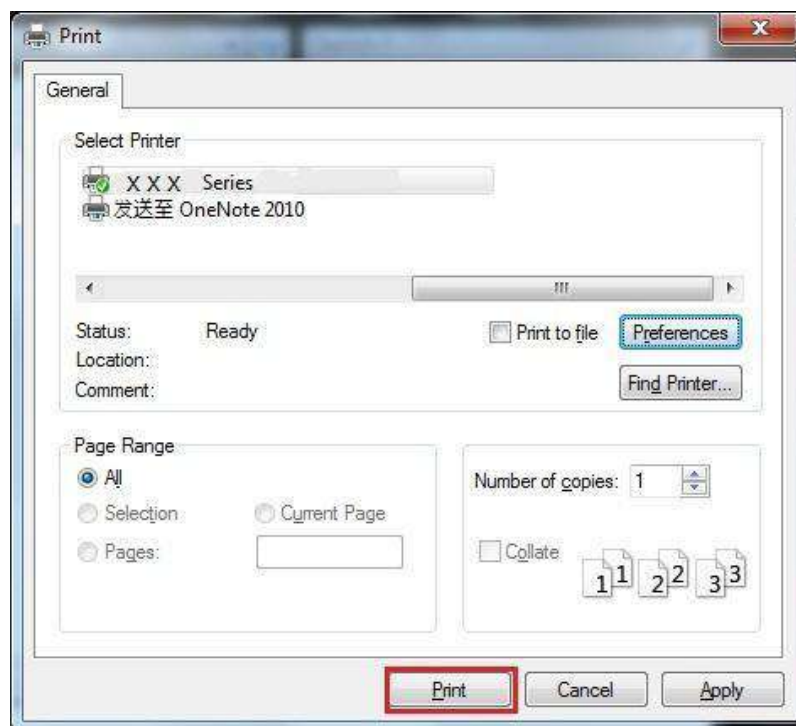 Print
General
Select Printer
X X X Series
发送至 OneNote 2010
Status: Ready
Print to file
Preferences
Location:
Comment:
Find Printer...
Page Range
All
Selection
Current Page
Pages:
Number of copies: 1
Collate
1 1 2 2 3 3
Print
Cancel
Apply